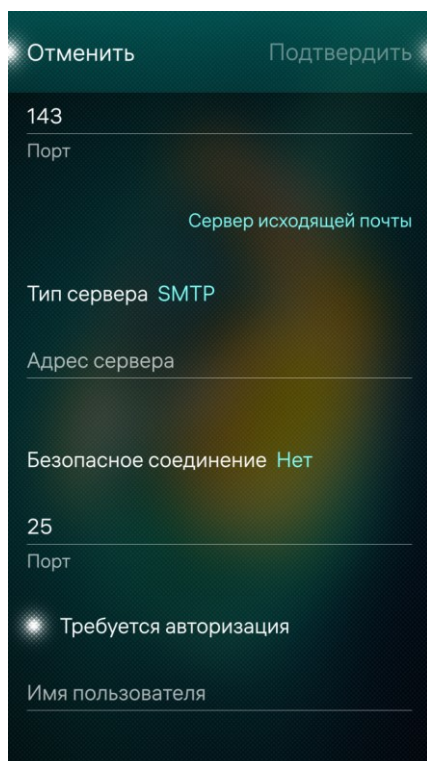 Отменить Подтвердить
143
Порт
Сервер исходящей почты
Тип сервера SMTP
Адрес сервера
Безопасное соединение Нет
25
Порт
Требуется авторизация
Имя пользователя